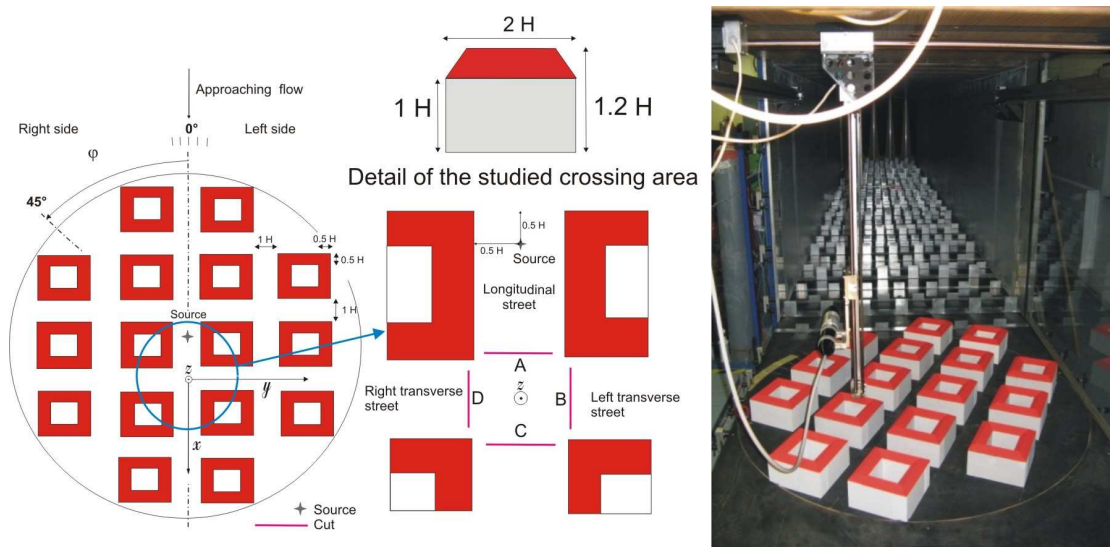 Approaching flow
Right side
0°
Left side
φ
45°
1 H
0.5 H
0.5 H
1 H
Source
z
y
x
Source
Cut
2 H
1 H
1.2 H
Detail of the studied crossing area
0.5 H
0.5 H
Source
Longitudinal
street
A
Right transverse
street
D
z
B
Left transverse
street
C